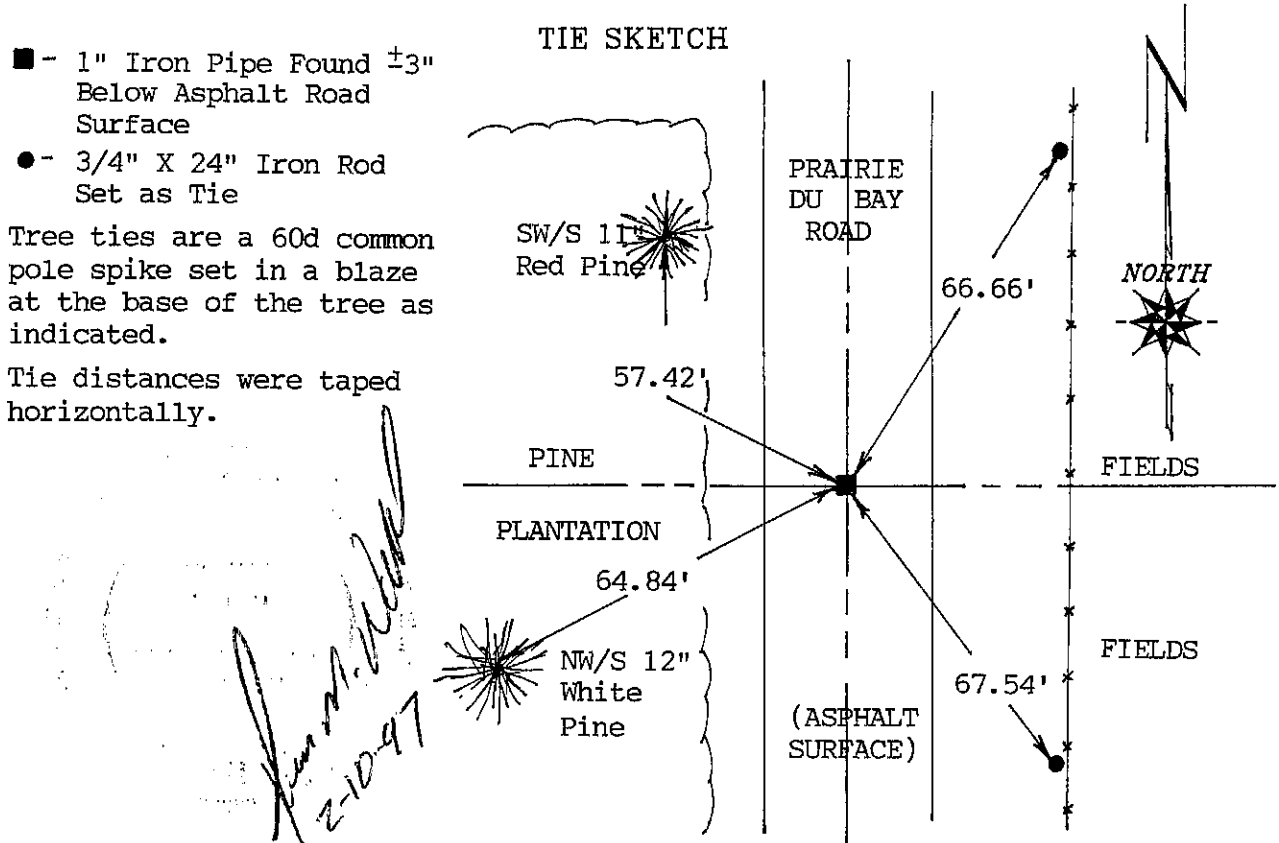 TIE SKETCH
■ - 1" Iron Pipe Found ±3"
Below Asphalt Road
Surface
● - 3/4" X 24" Iron Rod
Set as Tie
Tree ties are a 60d common
pole spike set in a blaze
at the base of the tree as
indicated.
Tie distances were taped
horizontally.
SW/S 11"
Red Pine
PRAIRIE
DU BAY
ROAD
66.66'
NORTH
57.42'
PINE
PLANTATION
FIELDS
64.84'
NW/S 12"
White
Pine
FIELDS
67.54'
(ASPHALT
SURFACE)
2-10-97